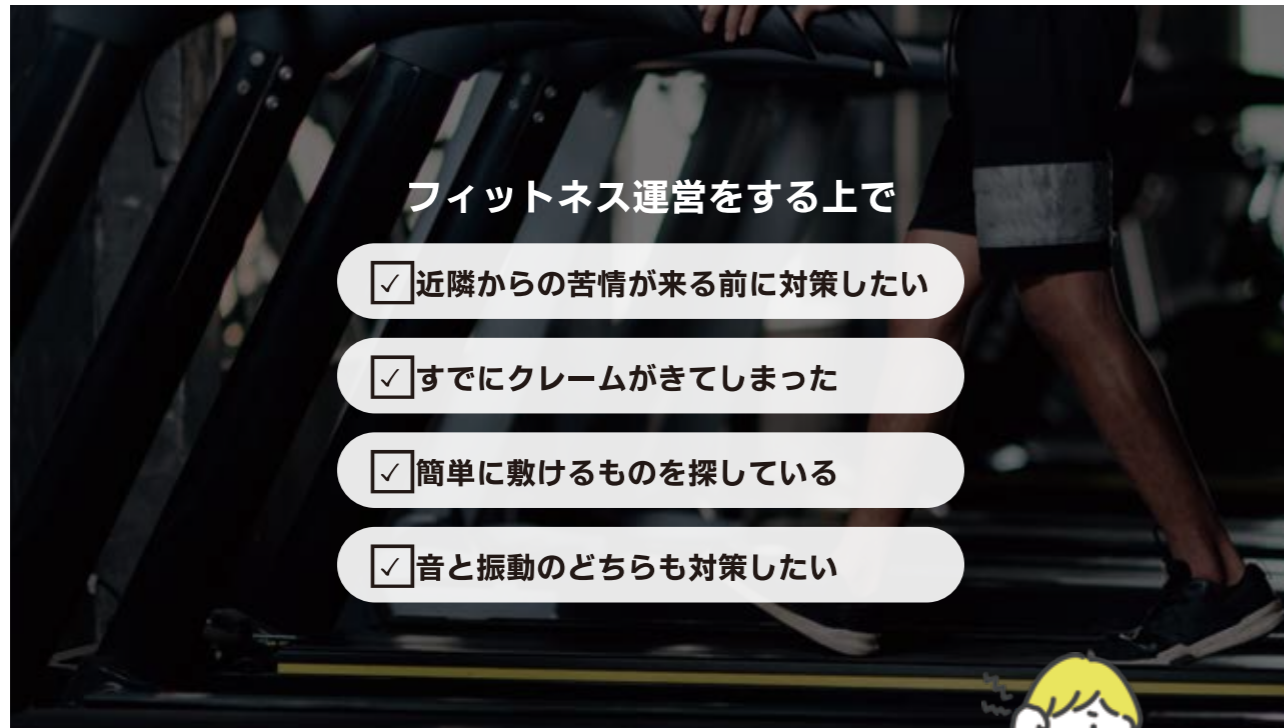 フィットネス運営をする上で
☑近隣からの苦情が来る前に対策したい
☑すでにクレームがきてしまった
☑簡単に敷けるものを探している
☑音と振動のどちらも対策したい